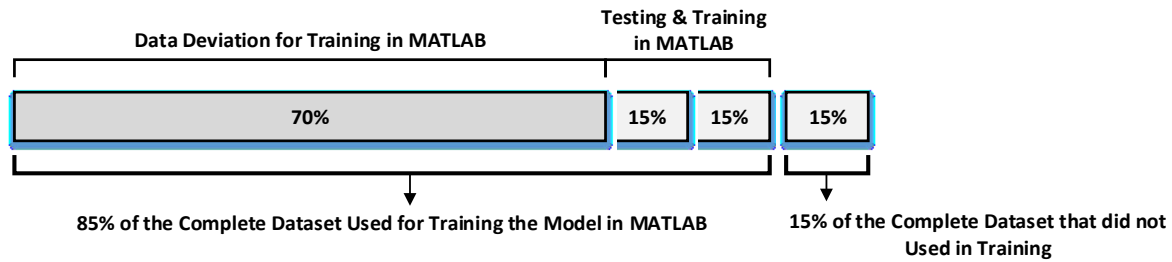 Testing & Training
in MATLAB
Data Deviation for Training in MATLAB
70%
15%
15%
15%
85% of the Complete Dataset Used for Training the Model in MATLAB
15% of the Complete Dataset that did not
Used in Training